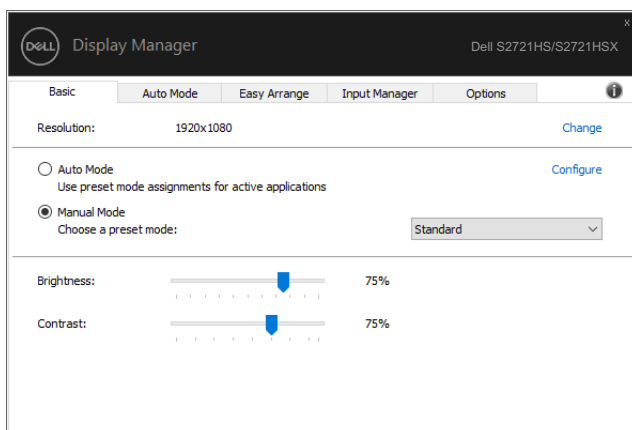 x
DELL Display Manager Dell S2721HS/S2721HSX
Basic Auto Mode Easy Arrange Input Manager Options i
Resolution: 1920x1080 Change
Auto Mode Configure
Use preset mode assignments for active applications
Manual Mode
Choose a preset mode: Standard
Brightness: 75%
Contrast: 75%